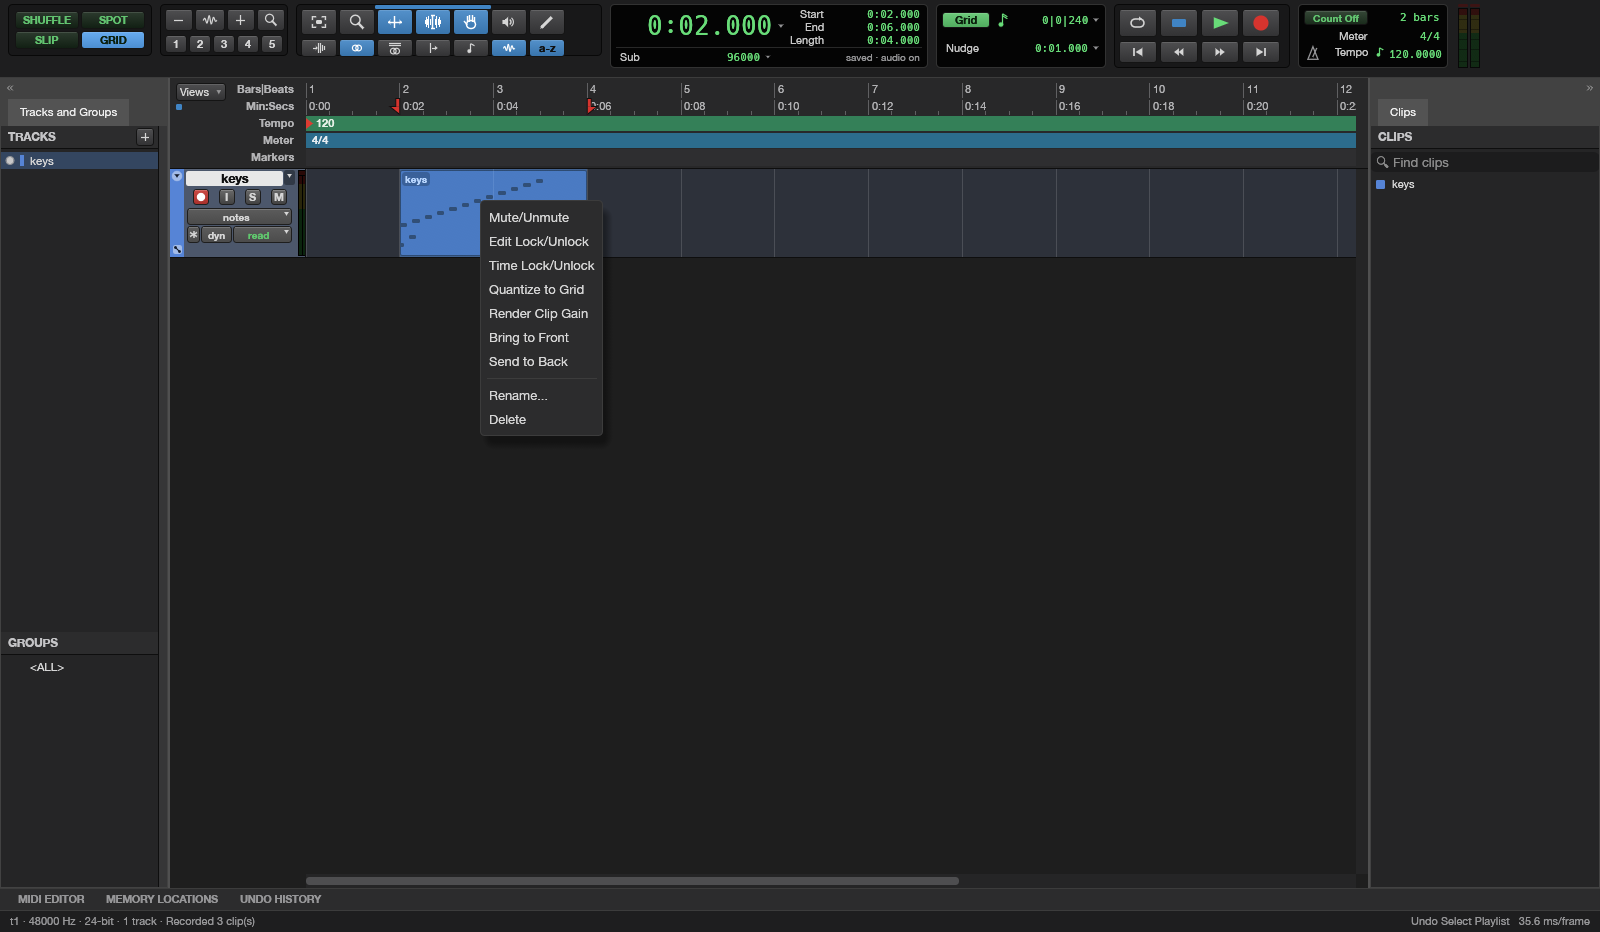 SHUFFLE SPOT
SLIP GRID
1 2 3 4 5
a-z
0:02.000
Start 0:02.000
End 0:06.000
Length 0:04.000
Sub 96000 saved · audio on
Grid 0|0|240
Nudge 0:01.000
Count Off 2 bars
Meter 4/4
Tempo 120.0000
«
Tracks and Groups
TRACKS +
keys
GROUPS
<ALL>
Views
Bars|Beats 1 2 3 4 5 6 7 8 9 10 11 12
Min:Secs 0:00 0:02 0:04 0:06 0:08 0:10 0:12 0:14 0:16 0:18 0:20 0:2
Tempo 120
Meter 4/4
Markers
keys
I S M
notes
* dyn read
keys
Mute/Unmute
Edit Lock/Unlock
Time Lock/Unlock
Quantize to Grid
Render Clip Gain
Bring to Front
Send to Back
Rename...
Delete
»
Clips
CLIPS
Find clips
keys
MIDI EDITOR MEMORY LOCATIONS UNDO HISTORY
t1 · 48000 Hz · 24-bit · 1 track · Recorded 3 clip(s)
Undo Select Playlist 35.6 ms/frame